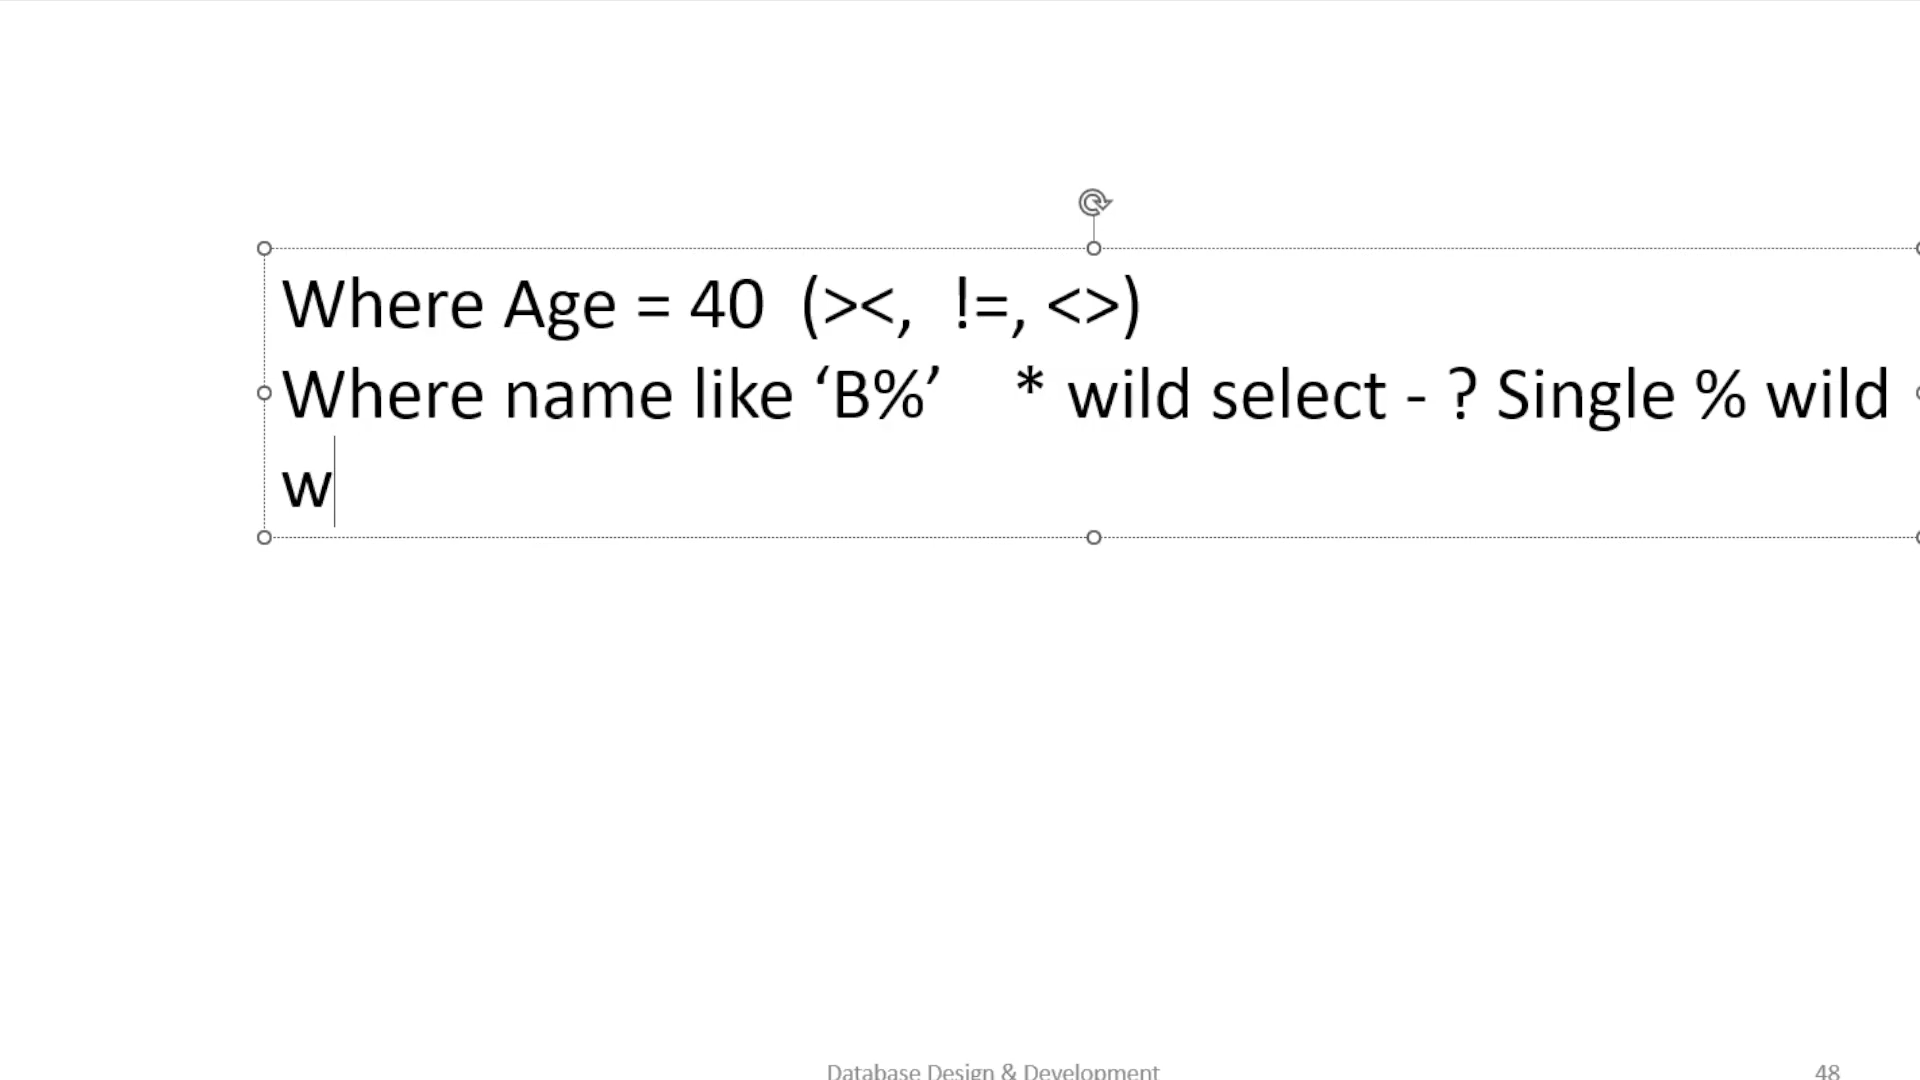 Where Age = 40  (><,  !=, <>)
Where name like ‘B%’    * wild select - ? Single % wild
w
Database Design & Development
48